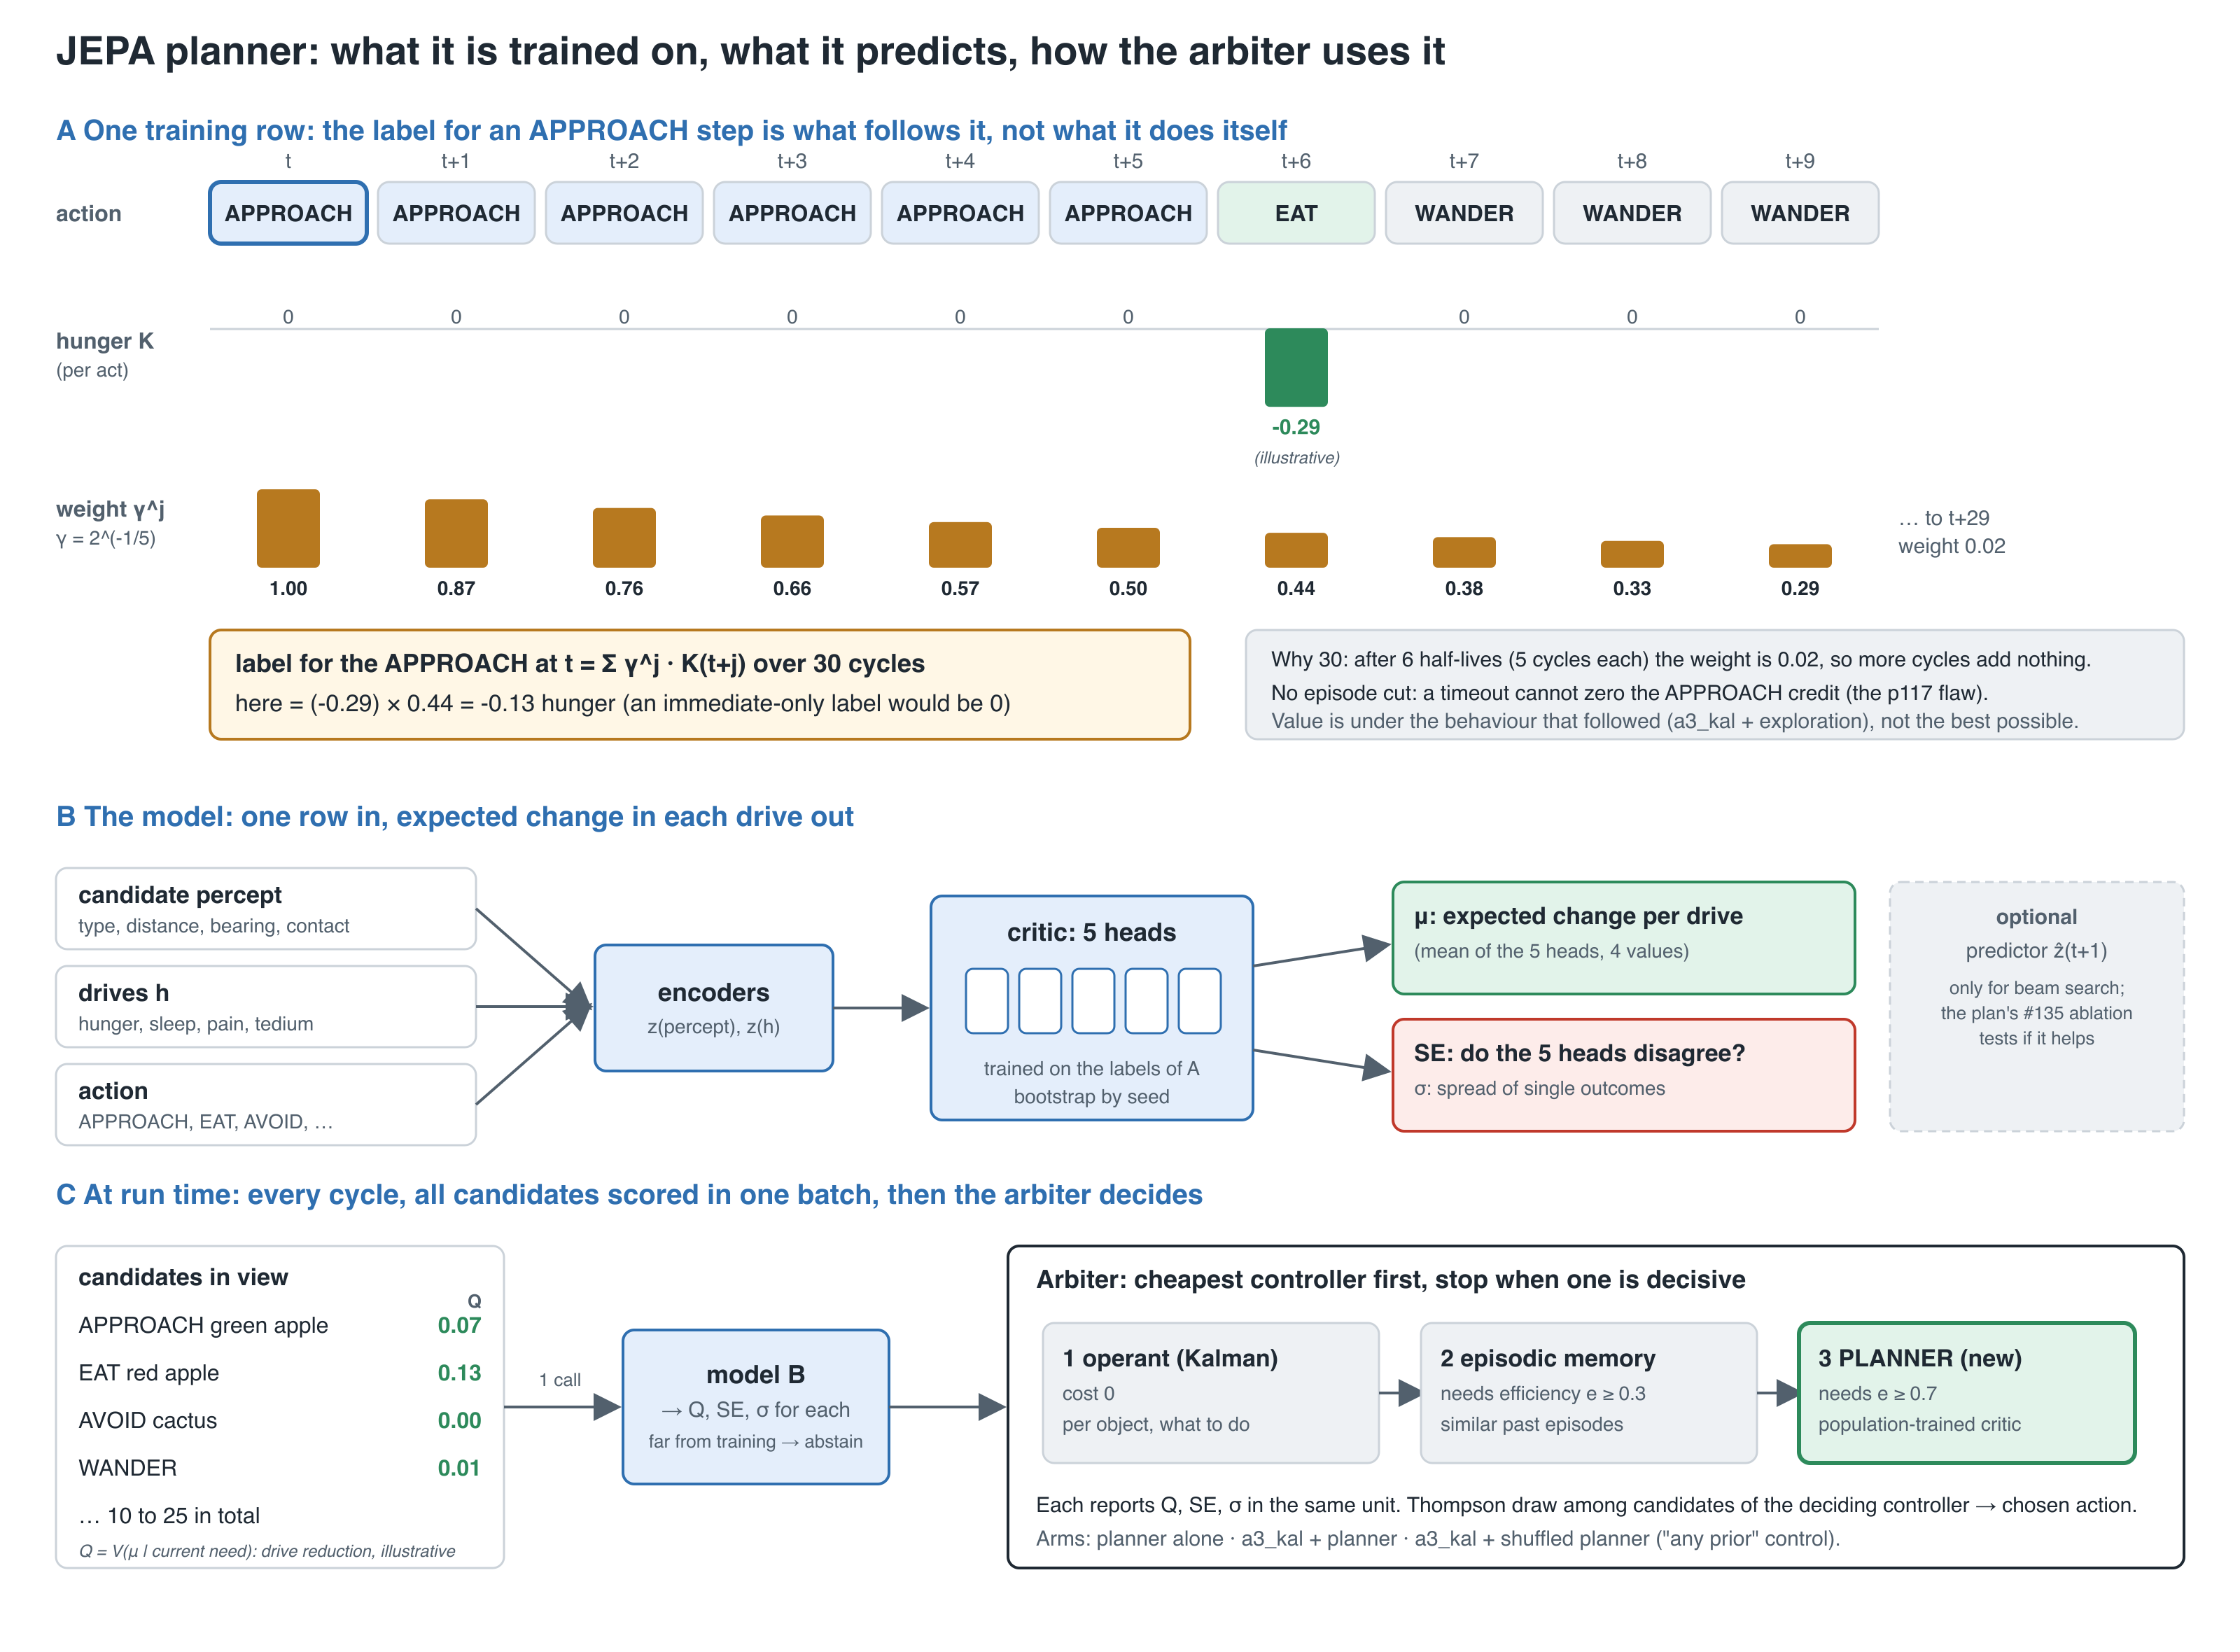 JEPA planner: what it is trained on, what it predicts, how the arbiter uses it
A One training row: the label for an APPROACH step is what follows it, not what it does itself
t t+1 t+2 t+3 t+4 t+5 t+6 t+7 t+8 t+9
action APPROACH APPROACH APPROACH APPROACH APPROACH APPROACH EAT WANDER WANDER WANDER
0 0 0 0 0 0 0 0 0
hunger K
(per act)
-0.29
(illustrative)
weight γ^j
γ = 2^(-1/5)
… to t+29
weight 0.02
1.00 0.87 0.76 0.66 0.57 0.50 0.44 0.38 0.33 0.29
label for the APPROACH at t = Σ γ^j · K(t+j) over 30 cycles
here = (-0.29) × 0.44 = -0.13 hunger (an immediate-only label would be 0)
Why 30: after 6 half-lives (5 cycles each) the weight is 0.02, so more cycles add nothing.
No episode cut: a timeout cannot zero the APPROACH credit (the p117 flaw).
Value is under the behaviour that followed (a3_kal + exploration), not the best possible.
B The model: one row in, expected change in each drive out
candidate percept
type, distance, bearing, contact
drives h
hunger, sleep, pain, tedium
action
APPROACH, EAT, AVOID, …
encoders
z(percept), z(h)
critic: 5 heads
trained on the labels of A
bootstrap by seed
μ: expected change per drive
(mean of the 5 heads, 4 values)
SE: do the 5 heads disagree?
σ: spread of single outcomes
optional
predictor ẑ(t+1)
only for beam search;
the plan's #135 ablation
tests if it helps
C At run time: every cycle, all candidates scored in one batch, then the arbiter decides
candidates in view
Q
APPROACH green apple 0.07
EAT red apple 0.13
AVOID cactus 0.00
WANDER 0.01
… 10 to 25 in total
Q = V(μ | current need): drive reduction, illustrative
1 call
model B
→ Q, SE, σ for each
far from training → abstain
Arbiter: cheapest controller first, stop when one is decisive
1 operant (Kalman)
cost 0
per object, what to do
2 episodic memory
needs efficiency e ≥ 0.3
similar past episodes
3 PLANNER (new)
needs e ≥ 0.7
population-trained critic
Each reports Q, SE, σ in the same unit. Thompson draw among candidates of the deciding controller → chosen action.
Arms: planner alone · a3_kal + planner · a3_kal + shuffled planner ("any prior" control).